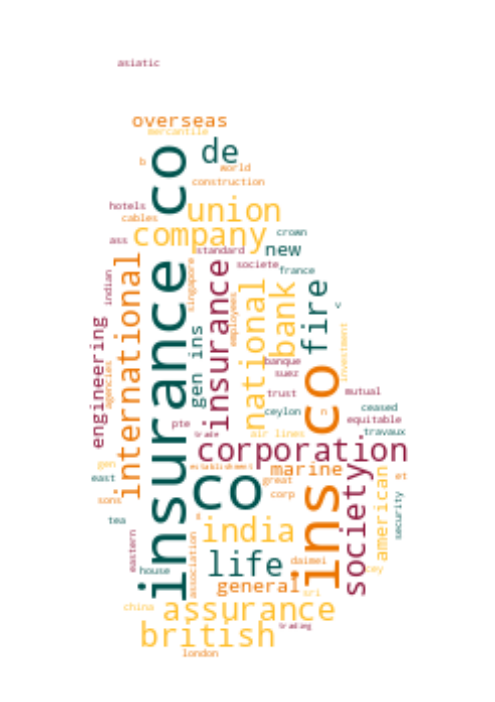 asiatic
overseas
mercantile
insurance co
de
b
world
construction
hotels
cables
union
company
crown
ass
standard
new
societe
france
indian
international
singapore
insurance
employees
national
bank
fire
v
engineering
agencies
gen ins
investment
banque
suez
trust
mutual
ceylon
n
ceased
equitable
travaux
pte
trade
air lines
corporation
gen
establishment
marine
east
co
great
corp
ins co
society
american
et
security
sons
tea
india
eastern
house
association
life
daimei
general
sri
cey
china
assurance
british
trading
london